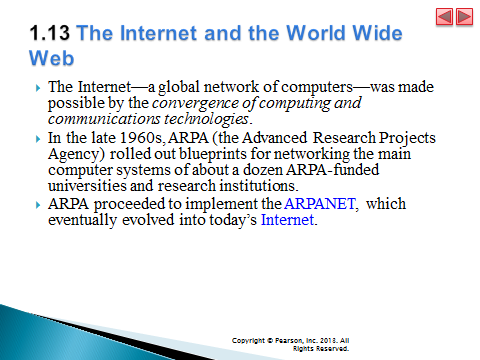 1.13 The Internet and the World Wide
Web
The Internet—a global network of computers—was made
possible by the convergence of computing and
communications technologies.
In the late 1960s, ARPA (the Advanced Research Projects
Agency) rolled out blueprints for networking the main
computer systems of about a dozen ARPA-funded
universities and research institutions.
ARPA proceeded to implement the ARPANET, which
eventually evolved into today’s Internet.
Copyright © Pearson, Inc. 2013. All
Rights Reserved.